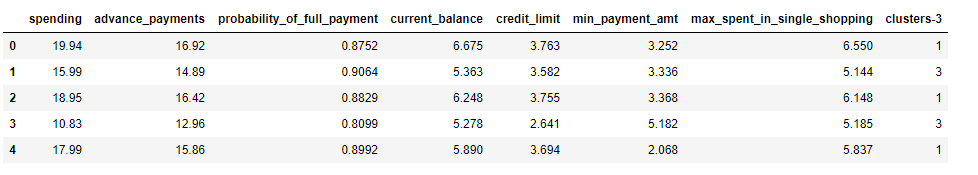 spending advance_payments probability_of_full_payment current_balance credit_limit min_payment_amt max_spent_in_single_shopping clusters-3
0 19.94 16.92 0.8752 6.675 3.763 3.252 6.550 1
1 15.99 14.89 0.9064 5.363 3.582 3.336 5.144 3
2 18.95 16.42 0.8829 6.248 3.755 3.368 6.148 1
3 10.83 12.96 0.8099 5.278 2.641 5.182 5.185 3
4 17.99 15.86 0.8992 5.890 3.694 2.068 5.837 1